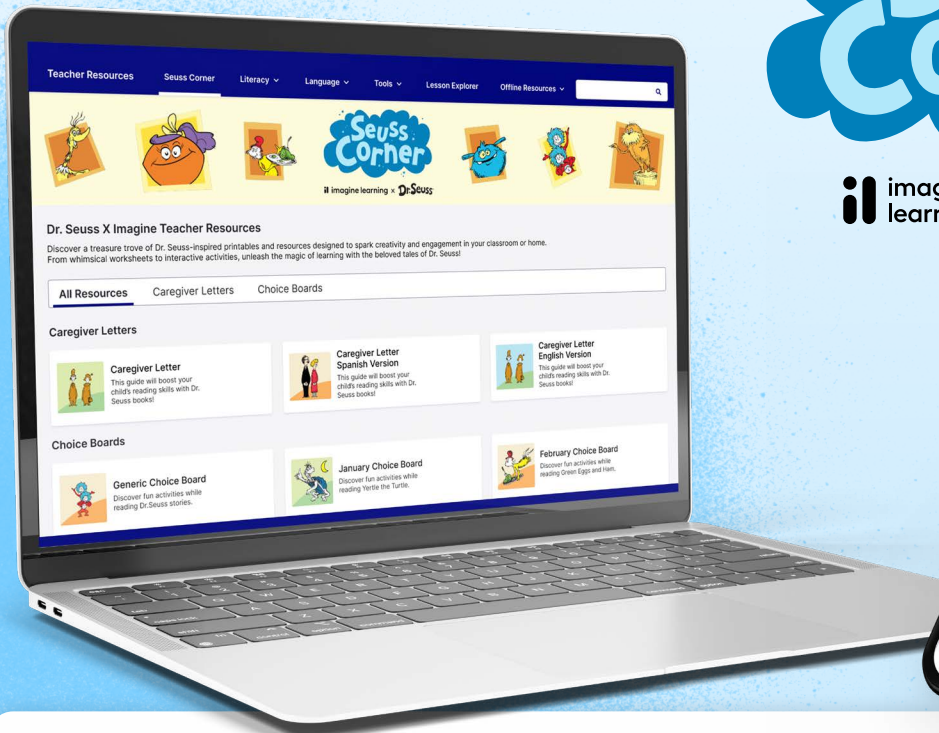 Teacher Resources
Seuss Corner
Literacy
Language
Tools
Lesson Explorer
Offline Resources
Seuss
Corner
imagine learning × Dr. Seuss
Dr. Seuss X Imagine Teacher Resources
Discover a treasure trove of Dr. Seuss-inspired printables and resources designed to spark creativity and engagement in your classroom or home.
From whimsical worksheets to interactive activities, unleash the magic of learning with the beloved tales of Dr. Seuss!
All Resources
Caregiver Letters
Choice Boards
Caregiver Letters
Caregiver Letter
This guide will boost your
child's reading skills with Dr.
Seuss books!
Caregiver Letter
Spanish Version
This guide will boost your
child's reading skills with Dr.
Seuss books!
Caregiver Letter
English Version
This guide will boost your
child's reading skills with Dr.
Seuss books!
Choice Boards
Generic Choice Board
Discover fun activities while
reading Dr.Seuss stories.
January Choice Board
Discover fun activities while
reading Yertle the Turtle.
February Choice Board
Discover fun activities while
reading Green Eggs and Ham.